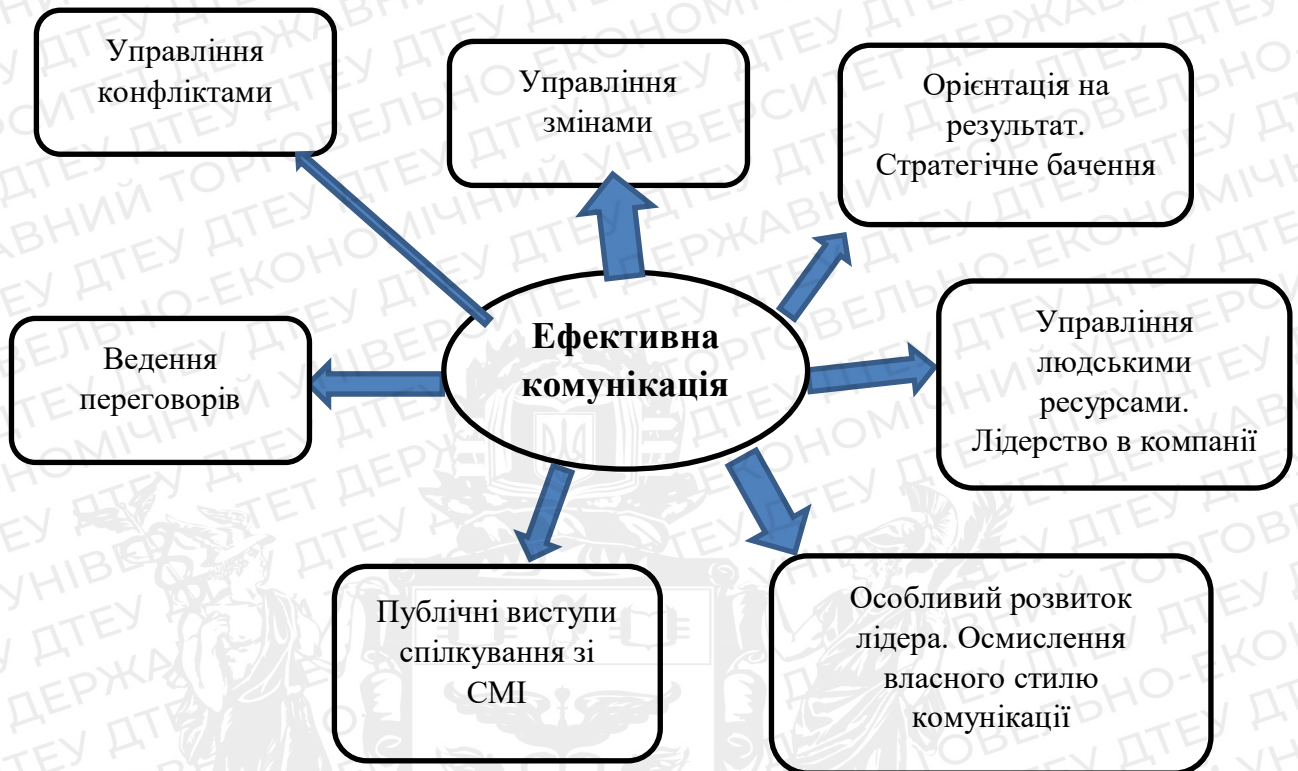 Управління
конфліктами
Управління
змінами
Орієнтація на
результат.
Стратегічне бачення
Ефективна
комунікація
Ведення
переговорів
Управління
людськими
ресурсами.
Лідерство в компанії
Публічні виступи
спілкування зі
СМІ
Особливий розвиток
лідера. Осмислення
власного стилю
комунікації